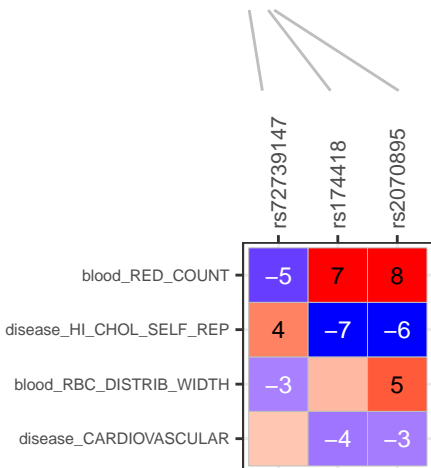 rs72739147
rs174418
rs2070895
blood_RED_COUNT −5 7 8
disease_HI_CHOL_SELF_REP 4 −7 −6
blood_RBC_DISTRIB_WIDTH −3 5
disease_CARDIOVASCULAR −4 −3